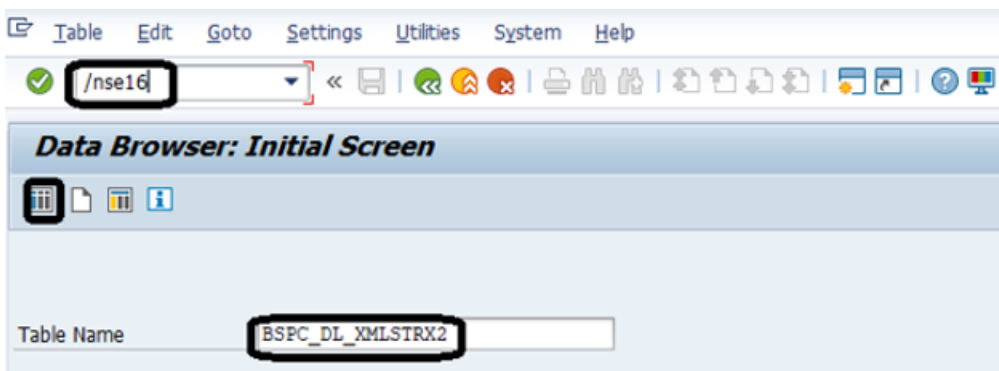 Table Edit Goto Settings Utilities System Help
/nse16
Data Browser: Initial Screen
Table Name BSPC_DL_XMLSTRX2